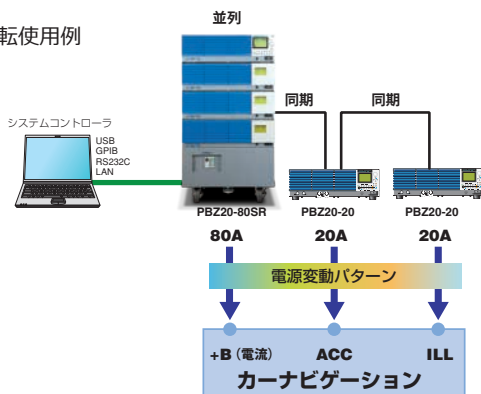 転使用例
並列
同期
同期
システムコントローラ
USB
GPIB
RS232C
LAN
PBZ20-80SR
PBZ20-20
PBZ20-20
80A
20A
20A
電源変動パターン
+B（電流）
ACC
ILL
カーナビゲーション